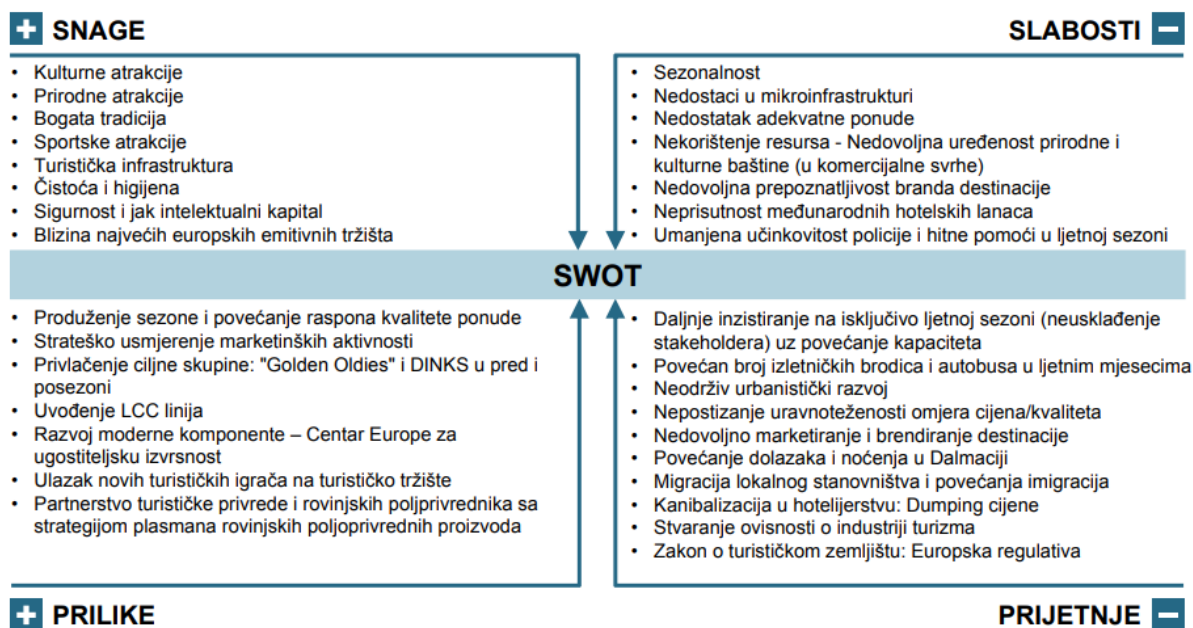 SNAGE
• Kulturne atrakcije
• Prirodne atrakcije
• Bogata tradicija
• Sportske atrakcije
• Turistička infrastruktura
• Čistoća i higijena
• Sigurnost i jak intelektualni kapital
• Blizina najvećih europskih emitivnih tržišta
SLABOSTI
• Sezonalnost
• Nedostaci u mikroinfrastrukturi
• Nedostatak adekvatne ponude
• Nekorištenje resursa - Nedovoljna uređenost prirodne i
kulturne baštine (u komercijalne svrhe)
• Nedovoljna prepoznatljivost branda destinacije
• Neprisutnost međunarodnih hotelskih lanaca
• Umanjena učinkovitost policije i hitne pomoći u ljetnoj sezoni
SWOT
• Produženje sezone i povećanje raspona kvalitete ponude
• Strateško usmjerenje marketinških aktivnosti
• Privlačenje ciljne skupine: "Golden Oldies" i DINKS u pred i
posezoni
• Uvođenje LCC linija
• Razvoj moderne komponente – Centar Europe za
ugostiteljsku izvrsnost
• Ulazak novih turističkih igrača na turističko tržište
• Partnerstvo turističke privrede i rovinjskih poljprivrednika sa
strategijom plasmana rovinjskih poljoprivrednih proizvoda
PRILIKE
• Daljnje inzistiranje na isključivo ljetnoj sezoni (neusklađenje
stakeholdera) uz povećanje kapaciteta
• Povećan broj izletničkih brodica i autobusa u ljetnim mjesecima
• Neodrživ urbanistički razvoj
• Nepostizanje uravnoteženosti omjera cijena/kvaliteta
• Nedovoljno marketiranje i brendiranje destinacije
• Povećanje dolazaka i noćenja u Dalmaciji
• Migracija lokalnog stanovništva i povećanja imigracija
• Kanibalizacija u hotelijerstvu: Dumping cijene
• Stvaranje ovisnosti o industriji turizma
• Zakon o turističkom zemljištu: Europska regulativa
PRIJETNJE